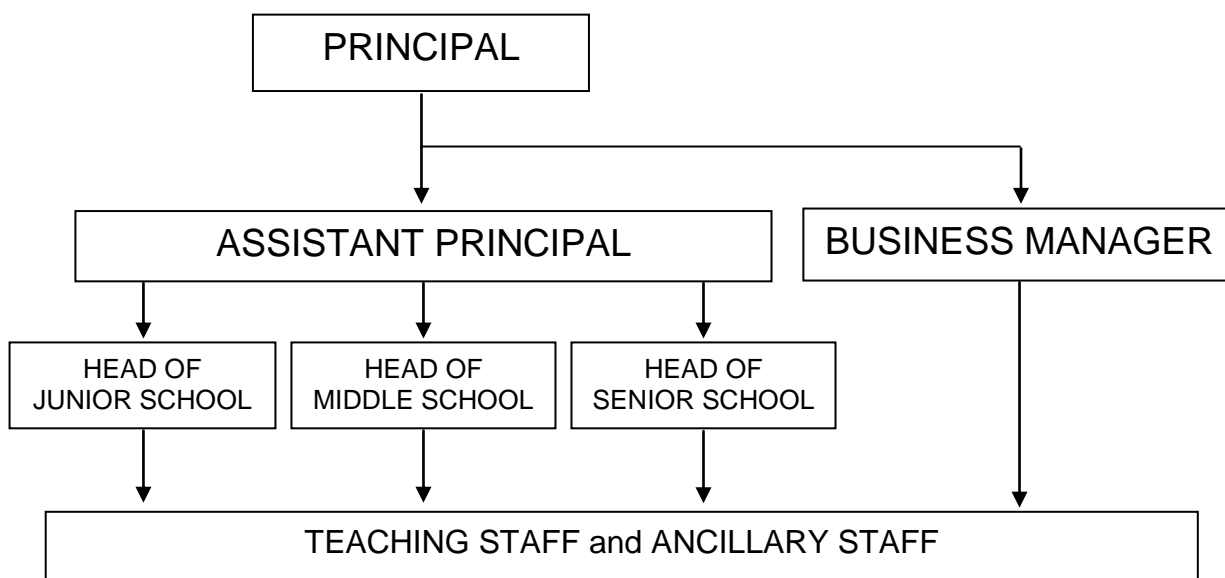 PRINCIPAL
ASSISTANT PRINCIPAL
BUSINESS MANAGER
HEAD OF
JUNIOR SCHOOL
HEAD OF
MIDDLE SCHOOL
HEAD OF
SENIOR SCHOOL
TEACHING STAFF and ANCILLARY STAFF